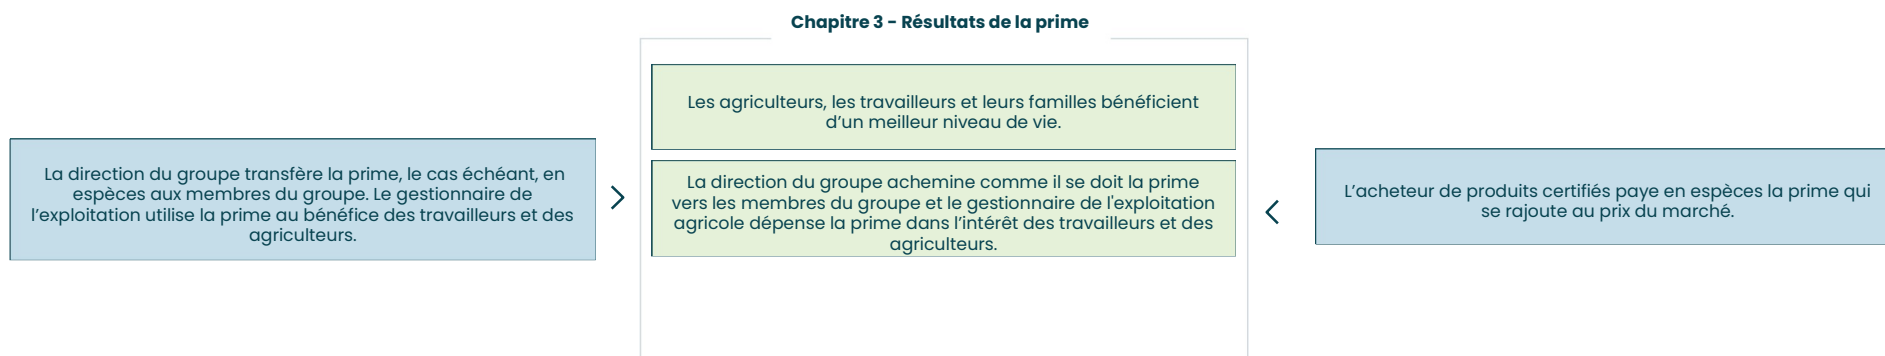 Chapitre 3 - Résultats de la prime
Les agriculteurs, les travailleurs et leurs familles bénéficient
d’un meilleur niveau de vie.
La direction du groupe transfère la prime, le cas échéant, en
espèces aux membres du groupe. Le gestionnaire de
l’exploitation utilise la prime au bénéfice des travailleurs et des
agriculteurs.
La direction du groupe achemine comme il se doit la prime
vers les membres du groupe et le gestionnaire de l'exploitation
agricole dépense la prime dans l’intérêt des travailleurs et des
agriculteurs.
L’acheteur de produits certifiés paye en espèces la prime qui
se rajoute au prix du marché.